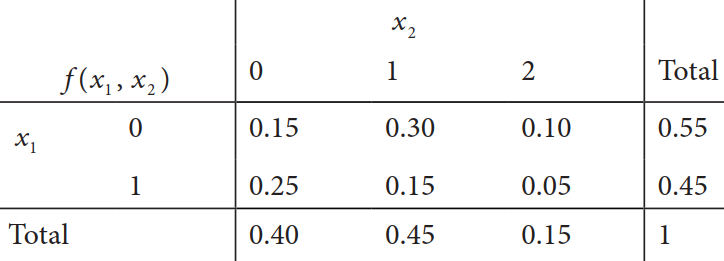 x₂
f(x₁, x₂) 0 1 2 Total
x₁ 0 0.15 0.30 0.10 0.55
1 0.25 0.15 0.05 0.45
Total 0.40 0.45 0.15 1